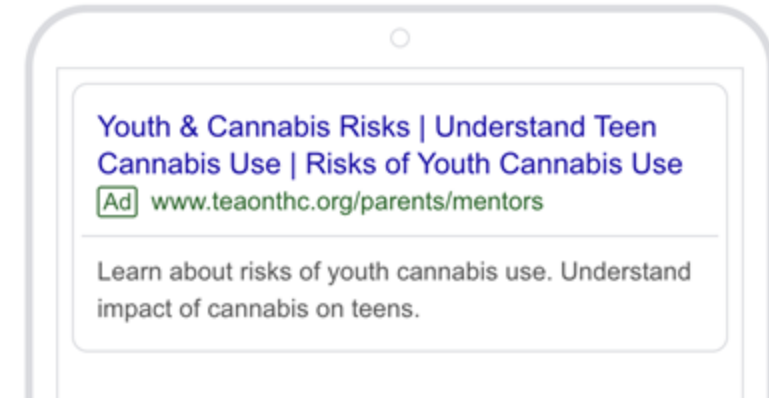 Youth & Cannabis Risks | Understand Teen
Cannabis Use | Risks of Youth Cannabis Use
Ad www.teaonthc.org/parents/mentors
Learn about risks of youth cannabis use. Understand
impact of cannabis on teens.